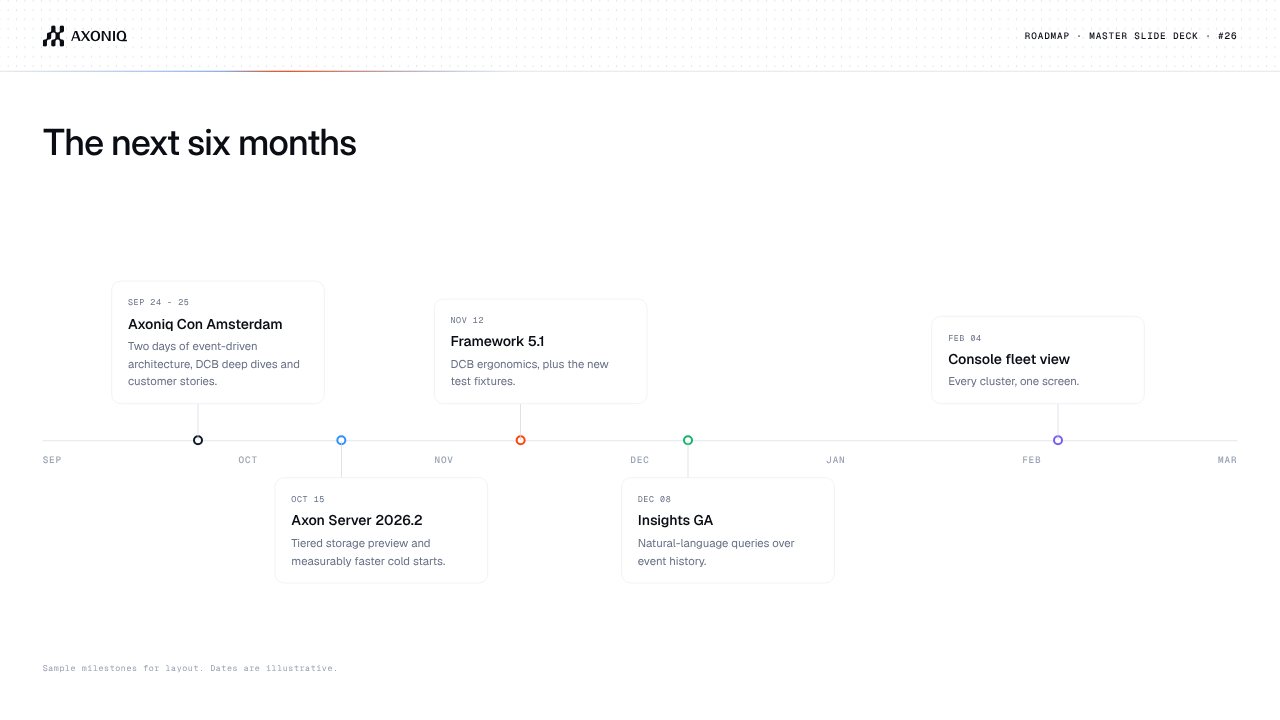 AXONIQ
ROADMAP · MASTER SLIDE DECK · #26
The next six months
SEP 24 - 25
Axoniq Con Amsterdam
Two days of event-driven
architecture, DCB deep dives and
customer stories.
NOV 12
Framework 5.1
DCB ergonomics, plus the new
test fixtures.
FEB 04
Console fleet view
Every cluster, one screen.
SEP
OCT
NOV
DEC
JAN
FEB
MAR
OCT 15
Axon Server 2026.2
Tiered storage preview and
measurably faster cold starts.
DEC 08
Insights GA
Natural-language queries over
event history.
Sample milestones for layout. Dates are illustrative.